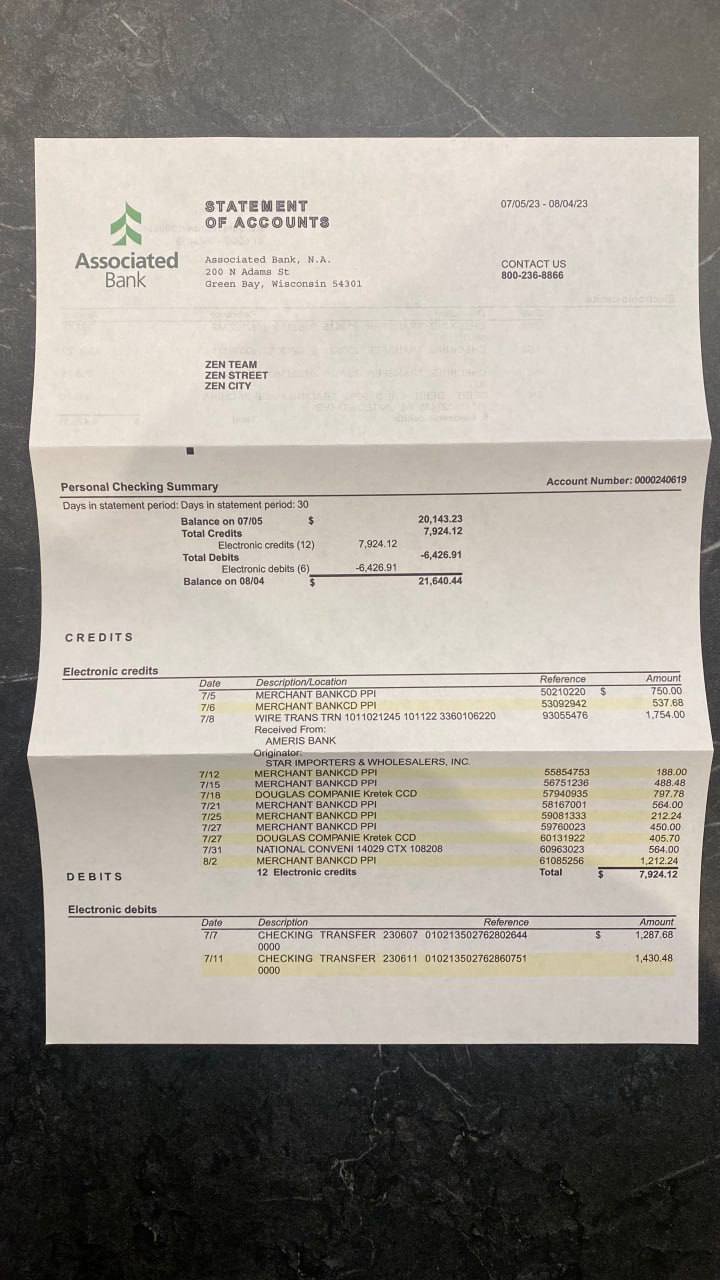 STATEMENT
OF ACCOUNTS
07/05/23 - 08/04/23
Associated
Bank
Associated Bank, N.A.
200 N Adams St
Green Bay, Wisconsin 54301
CONTACT US
800-236-8866
ZEN TEAM
ZEN STREET
ZEN CITY
Personal Checking Summary
Account Number: 0000240619
Days in statement period: Days in statement period: 30
Balance on 07/05 $ 20,143.23
Total Credits 7,924.12
Electronic credits (12) 7,924.12
Total Debits -6,426.91
Electronic debits (6) -6,426.91
Balance on 08/04 $ 21,640.44
CREDITS
Electronic credits
Date Description/Location Reference Amount
7/5 MERCHANT BANKCD PPI 50210220 $ 750.00
7/6 MERCHANT BANKCD PPI 53092942 537.68
7/8 WIRE TRANS TRN 1011021245 101122 3360106220 93055476 1,754.00
Received From:
AMERIS BANK
Originator:
STAR IMPORTERS & WHOLESALERS, INC.
7/12 MERCHANT BANKCD PPI 55854753 188.00
7/15 MERCHANT BANKCD PPI 56751236 488.48
7/18 DOUGLAS COMPANIE Kretek CCD 57940935 797.78
7/21 MERCHANT BANKCD PPI 58167001 564.00
7/25 MERCHANT BANKCD PPI 59081333 212.24
7/27 MERCHANT BANKCD PPI 59760023 450.00
7/27 DOUGLAS COMPANIE Kretek CCD 60131922 405.70
7/31 NATIONAL CONVENI 14029 CTX 108208 60963023 564.00
8/2 MERCHANT BANKCD PPI 61085256 1,212.24
12 Electronic credits Total $ 7,924.12
DEBITS
Electronic debits
Date Description Reference Amount
7/7 CHECKING TRANSFER 230607 010213502762802644 $ 1,287.68
0000
7/11 CHECKING TRANSFER 230611 010213502762860751 1,430.48
0000